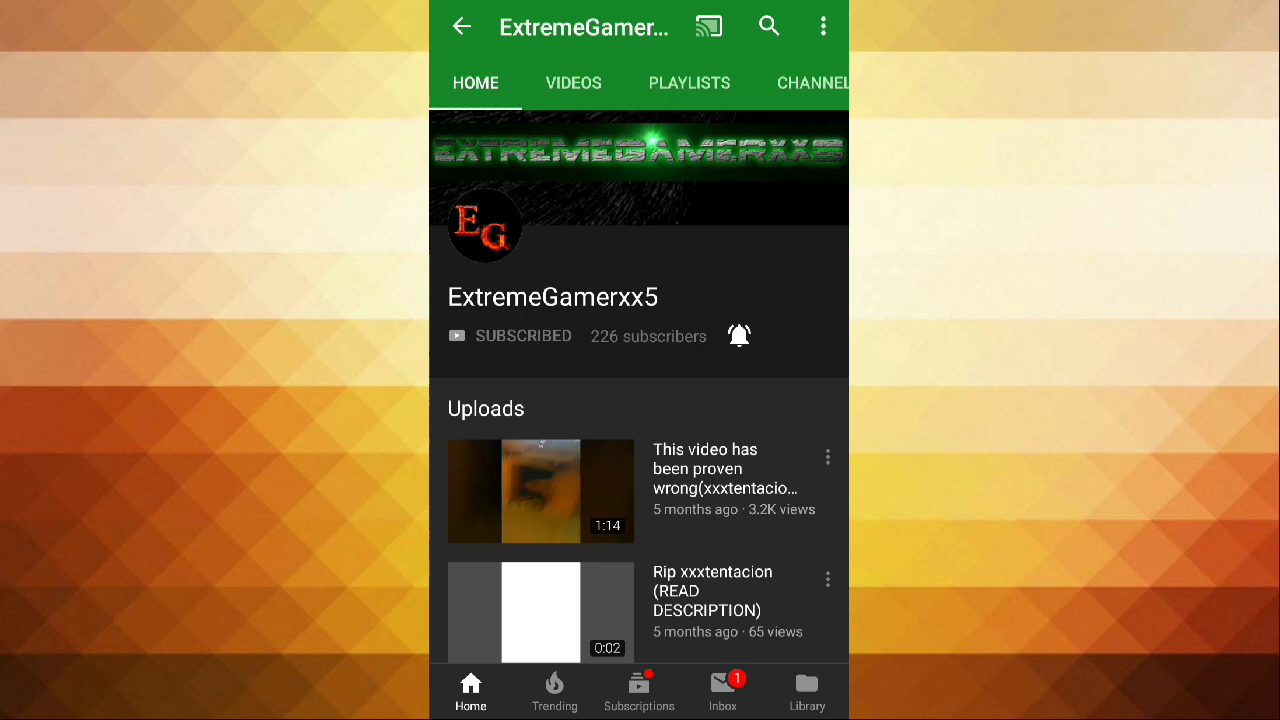 ExtremeGamer...
HOME VIDEOS PLAYLISTS CHANNEL
EXTREMEGAMERXX5
EG
ExtremeGamerxx5
SUBSCRIBED 226 subscribers
Uploads
This video has
been proven
wrong(xxxtentacio...
5 months ago · 3.2K views
1:14
Rip xxxtentacion
(READ
DESCRIPTION)
5 months ago · 65 views
0:02
Home Trending Subscriptions Inbox Library
1